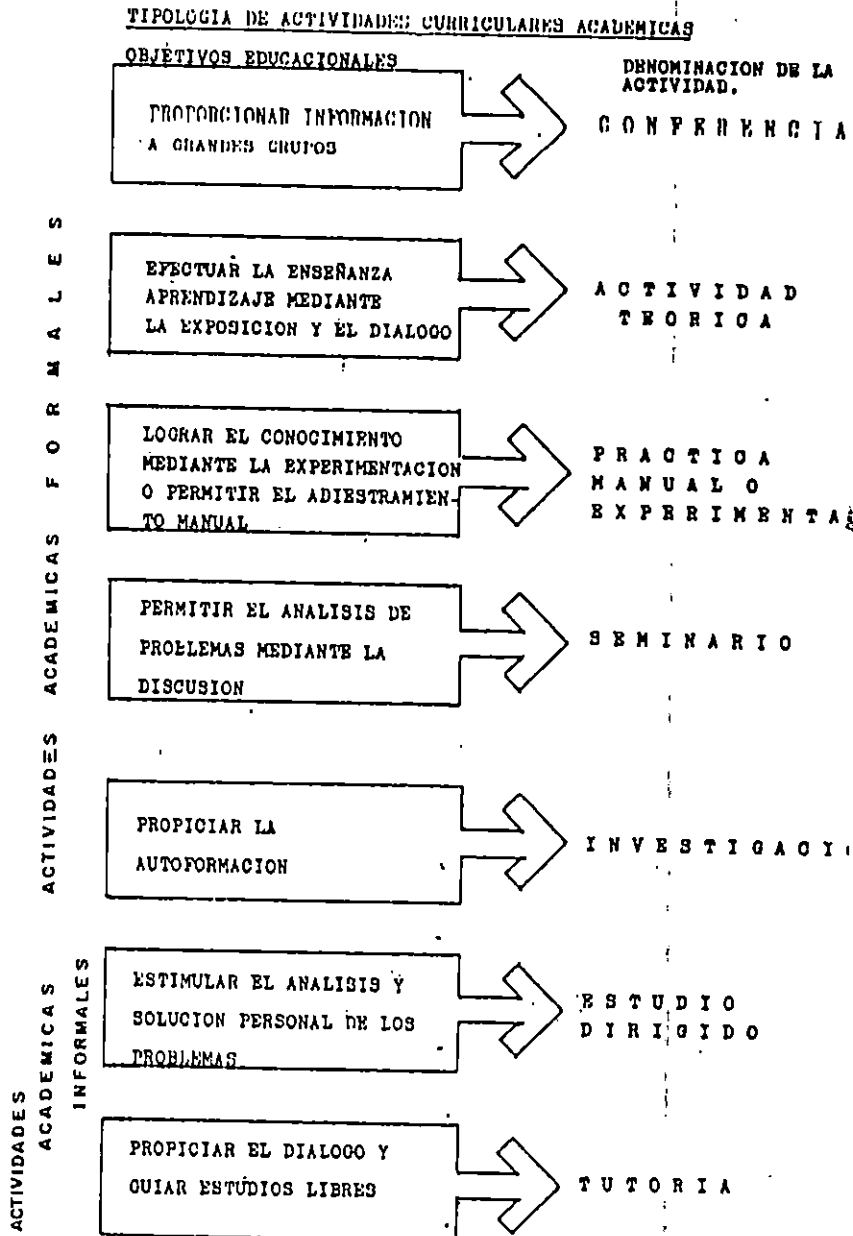 TIPOLOGIA DE ACTIVIDADES CURRICULARES ACADEMICAS
OBJETIVOS EDUCACIONALES
DENOMINACION DE LA
ACTIVIDAD.
PROPORCIONAR INFORMACION
A GRANDES GRUPOS
CONFERENCIA
ACTIVIDADES ACADEMICAS FORMALES
EFECTUAR LA ENSEÑANZA
APRENDIZAJE MEDIANTE
LA EXPOSICION Y EL DIALOGO
ACTIVIDAD
TEORICA
LOGRAR EL CONOCIMIENTO
MEDIANTE LA EXPERIMENTACION
O PERMITIR EL ADIESTRAMIEN-
TO MANUAL
PRACTICA
MANUAL O
EXPERIMENTA
PERMITIR EL ANALISIS DE
PROBLEMAS MEDIANTE LA
DISCUSION
SEMINARIO
PROPICIAR LA
AUTOFORMACION
INVESTIGACI
ACTIVIDADES
ACADEMICAS
INFORMALES
ESTIMULAR EL ANALISIS Y
SOLUCION PERSONAL DE LOS
PROBLEMAS
ESTUDIO
DIRIGIDO
PROPICIAR EL DIALOGO Y
GUIAR ESTUDIOS LIBRES
TUTORIA